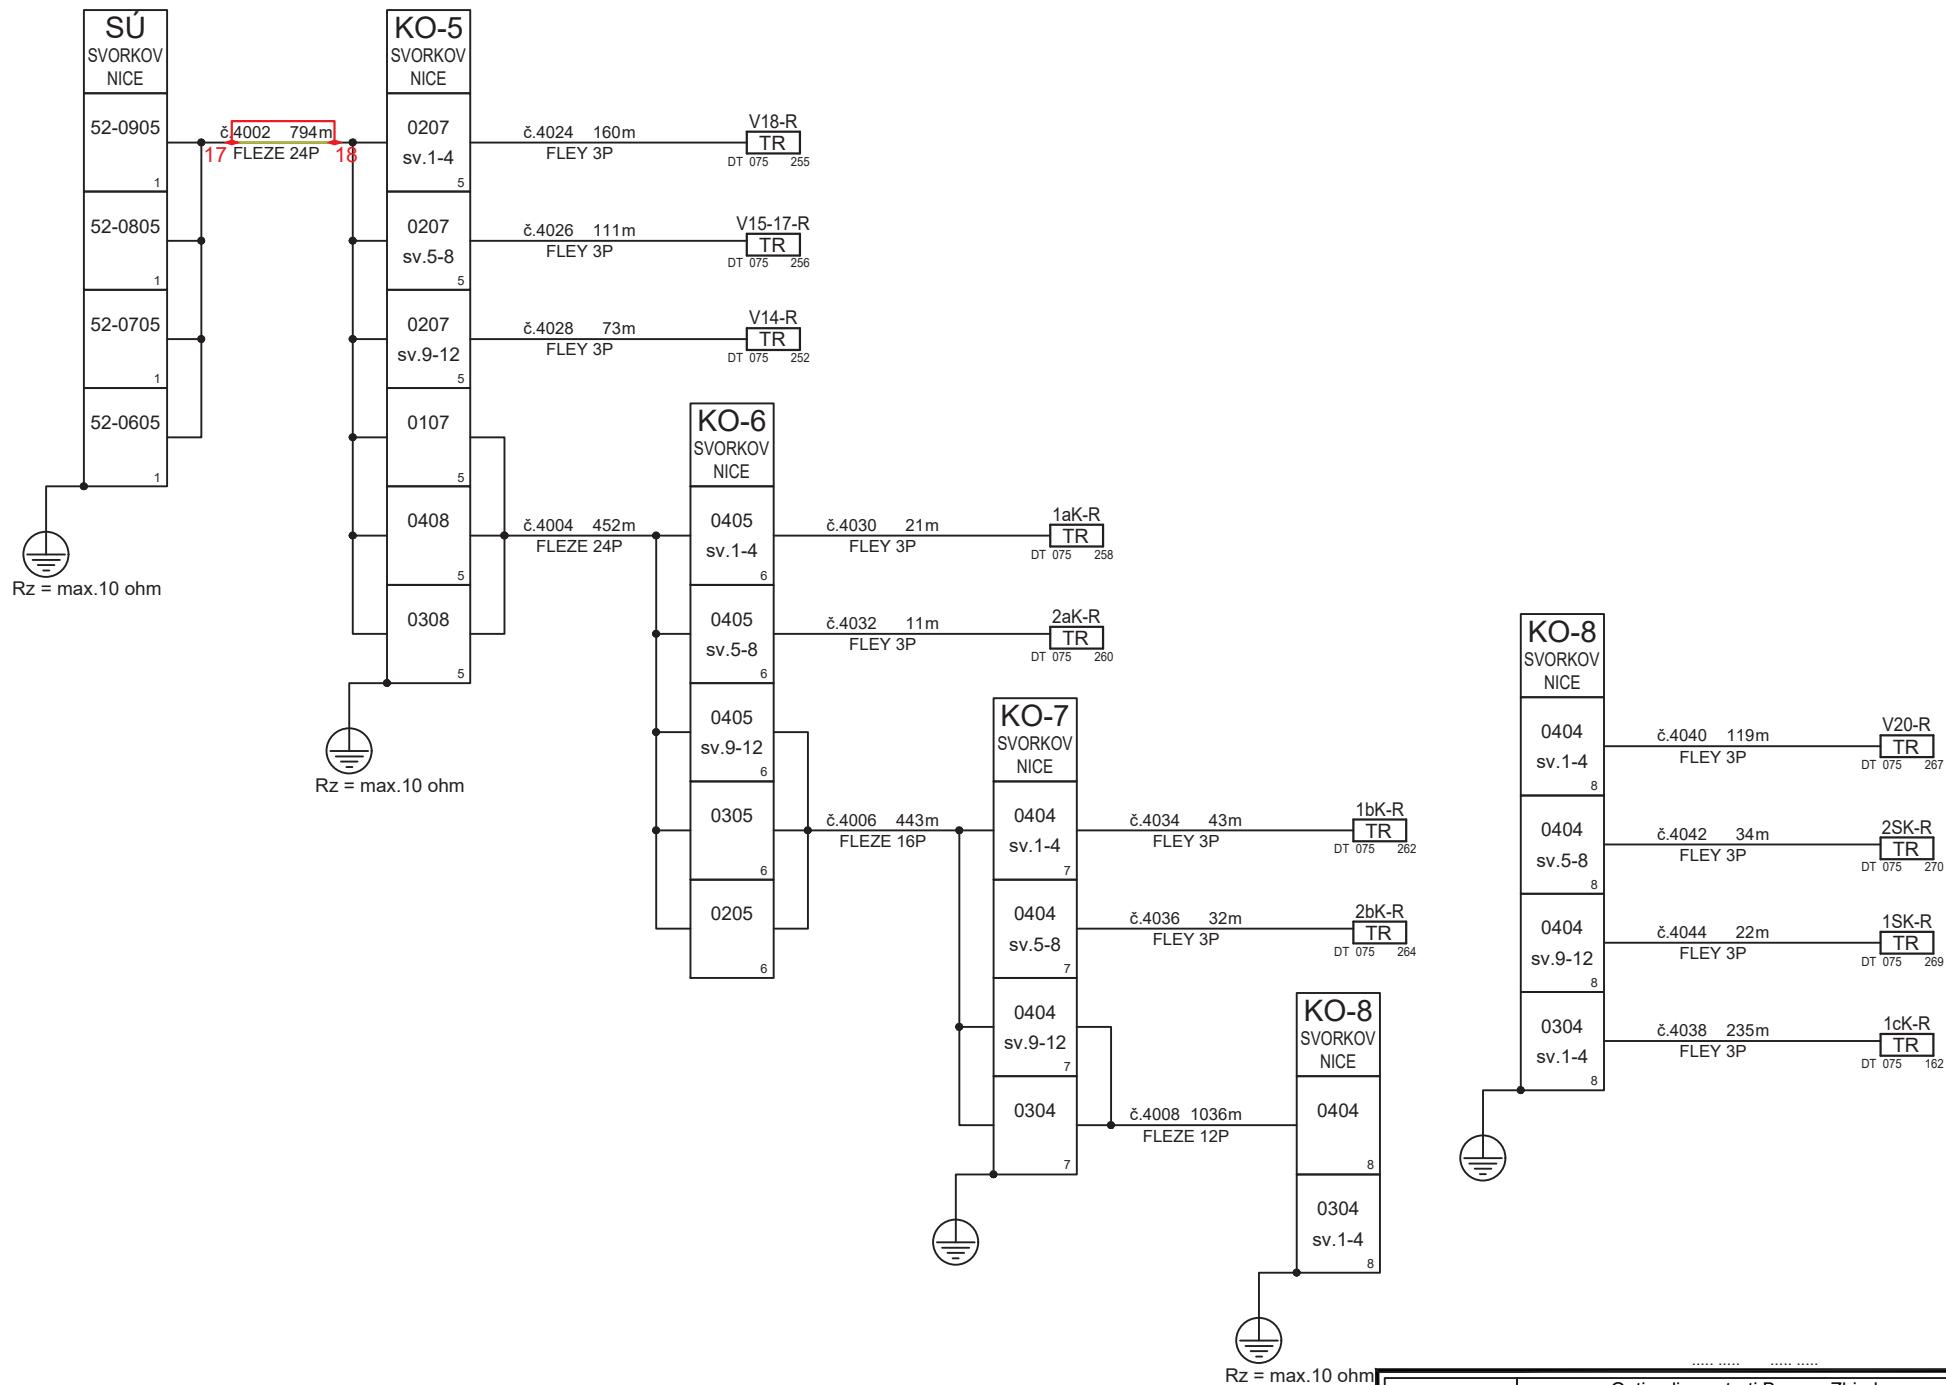 SÚ
SVORKOV
NICE
52-0905
1
52-0805
1
52-0705
1
52-0605
1
Rz = max.10 ohm
č.4002 794m
17 FLEZE 24P 18
KO-5
SVORKOV
NICE
0207
sv.1-4
5
0207
sv.5-8
5
0207
sv.9-12
5
0107
5
0408
5
0308
5
Rz = max.10 ohm
č.4024 160m
FLEY 3P
V18-R
TR
DT 075 255
č.4026 111m
FLEY 3P
V15-17-R
TR
DT 075 256
č.4028 73m
FLEY 3P
V14-R
TR
DT 075 252
č.4004 452m
FLEZE 24P
KO-6
SVORKOV
NICE
0405
sv.1-4
6
0405
sv.5-8
6
0405
sv.9-12
6
0305
6
0205
6
č.4030 21m
FLEY 3P
1aK-R
TR
DT 075 258
č.4032 11m
FLEY 3P
2aK-R
TR
DT 075 260
č.4006 443m
FLEZE 16P
KO-7
SVORKOV
NICE
0404
sv.1-4
7
0404
sv.5-8
7
0404
sv.9-12
7
0304
7
č.4034 43m
FLEY 3P
1bK-R
TR
DT 075 262
č.4036 32m
FLEY 3P
2bK-R
TR
DT 075 264
č.4008 1036m
FLEZE 12P
KO-8
SVORKOV
NICE
0404
8
0304
sv.1-4
8
Rz = max.10 ohm
KO-8
SVORKOV
NICE
0404
sv.1-4
8
0404
sv.5-8
8
0404
sv.9-12
8
0304
sv.1-4
8
č.4040 119m
FLEY 3P
V20-R
TR
DT 075 267
č.4042 34m
FLEY 3P
2SK-R
TR
DT 075 270
č.4044 22m
FLEY 3P
1SK-R
TR
DT 075 269
č.4038 235m
FLEY 3P
1cK-R
TR
DT 075 162